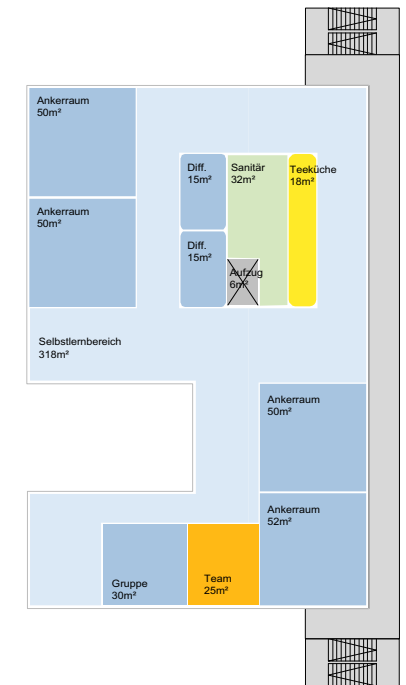 Ankerraum
50m²
Ankerraum
50m²
Diff.
15m²
Sanitär
32m²
Teeküche
18m²
Diff.
15m²
Aufzug
6m²
Selbstlernbereich
318m²
Ankerraum
50m²
Ankerraum
52m²
Gruppe
30m²
Team
25m²